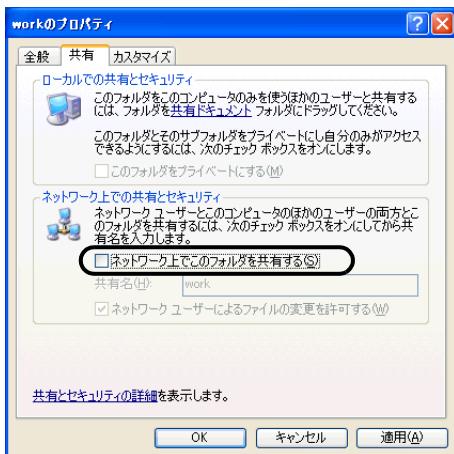 workのプロパティ
全般 共有 カスタマイズ
ローカルでの共有とセキュリティ
このフォルダをこのコンピュータのみを使うほかのユーザーと共有する
には、フォルダを共有ドキュメント フォルダにドラッグしてください。
このフォルダとそのサブフォルダをプライベートにし自分のみがアクセス
できるようにするには、次のチェック ボックスをオンにします。
このフォルダをプライベートにする(M)
ネットワーク上での共有とセキュリティ
ネットワーク ユーザーとこのコンピュータのほかのユーザーの両方とこ
のフォルダを共有するには、次のチェック ボックスをオンにしてから共
有名を入力します。
ネットワーク上でこのフォルダを共有する(S)
共有名(H): work
ネットワーク ユーザーによるファイルの変更を許可する(W)
共有とセキュリティの詳細を表示します。
OK キャンセル 適用(A)